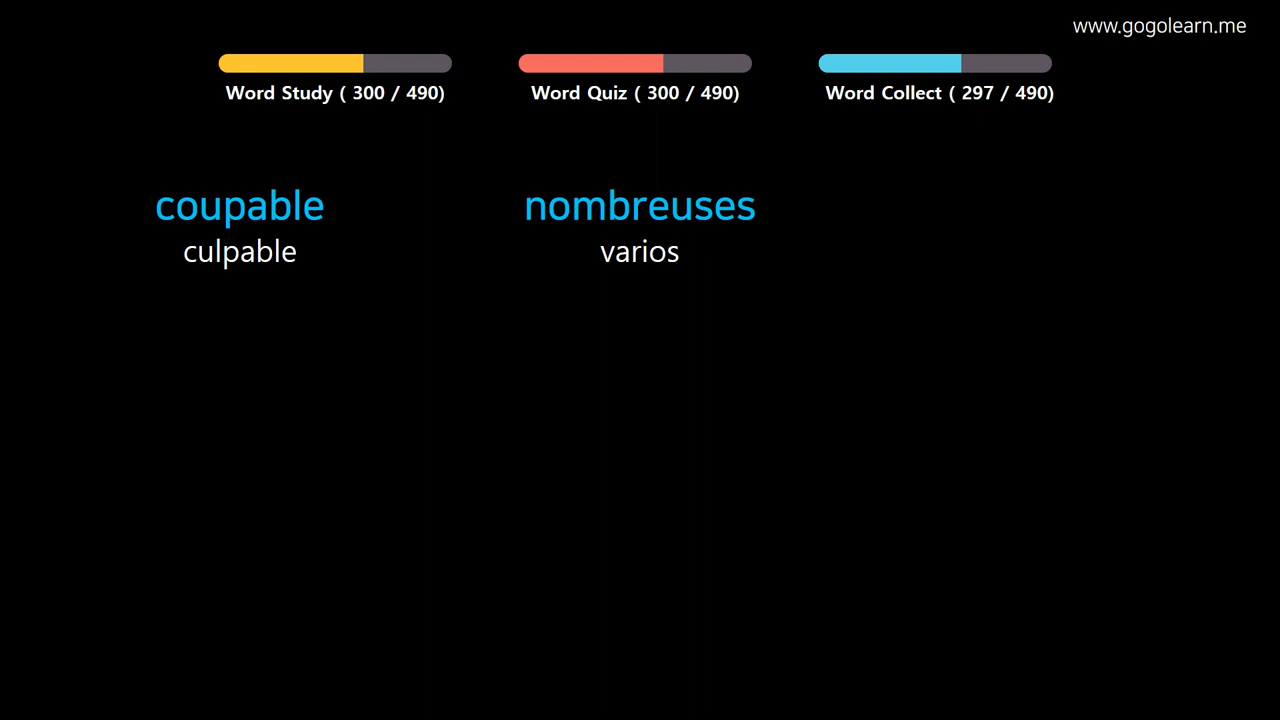 www.gogolearn.me
Word Study ( 300 / 490)
Word Quiz ( 300 / 490)
Word Collect ( 297 / 490)
coupable
culpable
nombreuses
varios